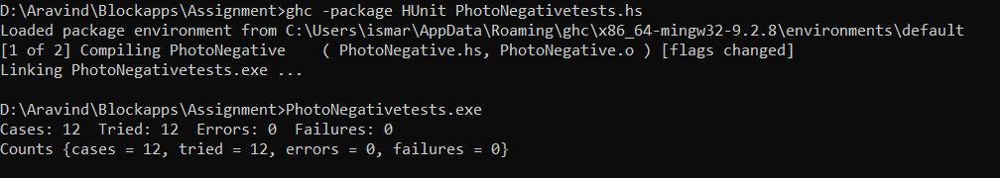 D:\Aravind\Blockapps\Assignment>ghc -package HUnit PhotoNegativetests.hs
Loaded package environment from C:\Users\ismar\AppData\Roaming\ghc\x86_64-mingw32-9.2.8\environments\default
[1 of 2] Compiling PhotoNegative    ( PhotoNegative.hs, PhotoNegative.o ) [flags changed]
Linking PhotoNegativetests.exe ...
D:\Aravind\Blockapps\Assignment>PhotoNegativetests.exe
Cases: 12  Tried: 12  Errors: 0  Failures: 0
Counts {cases = 12, tried = 12, errors = 0, failures = 0}